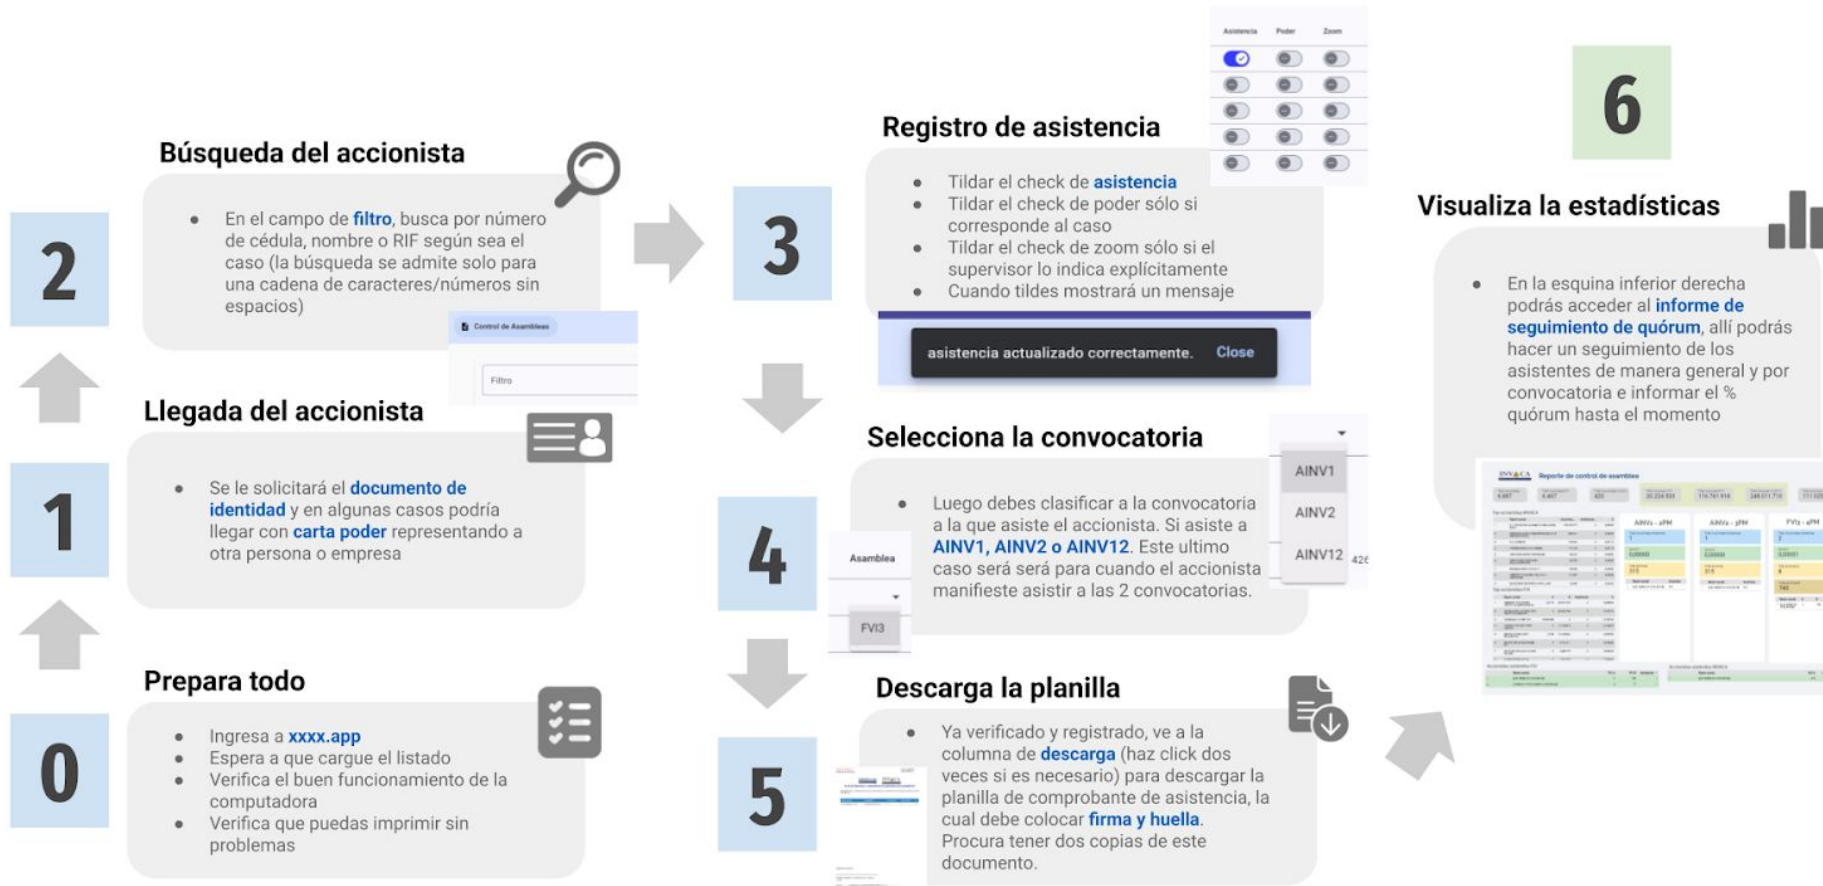 2
Búsqueda del accionista
● En el campo de filtro, busca por número
de cédula, nombre o RIF según sea el
caso (la búsqueda se admite solo para
una cadena de caracteres/números sin
espacios)
Control de Asambleas
Filtro
1
Llegada del accionista
● Se le solicitará el documento de
identidad y en algunas casos podría
llegar con carta poder representando a
otra persona o empresa
0
Prepara todo
● Ingresa a xxxx.app
● Espera a que cargue el listado
● Verifica el buen funcionamiento de la
computadora
● Verifica que puedas imprimir sin
problemas
3
Registro de asistencia
Asistencia Poder Zoom
● Tildar el check de asistencia
● Tildar el check de poder sólo si
corresponde al caso
● Tildar el check de zoom sólo si el
supervisor lo indica explícitamente
● Cuando tildes mostrará un mensaje
asistencia actualizado correctamente. Close
4
Selecciona la convocatoria
● Luego debes clasificar a la convocatoria
a la que asiste el accionista. Si asiste a
AINV1, AINV2 o AINV12. Este ultimo
caso será será para cuando el accionista
manifieste asistir a las 2 convocatorias.
Asamblea
FVI3
AINV1
AINV2
AINV12
426
5
Descarga la planilla
● Ya verificado y registrado, ve a la
columna de descarga (haz click dos
veces si es necesario) para descargar la
planilla de comprobante de asistencia, la
cual debe colocar firma y huella.
Procura tener dos copias de este
documento.
6
Visualiza la estadísticas
● En la esquina inferior derecha
podrás acceder al informe de
seguimiento de quórum, allí podrás
hacer un seguimiento de los
asistentes de manera general y por
convocatoria e informar el %
quórum hasta el momento
INVACA Reporte de control de asamblea